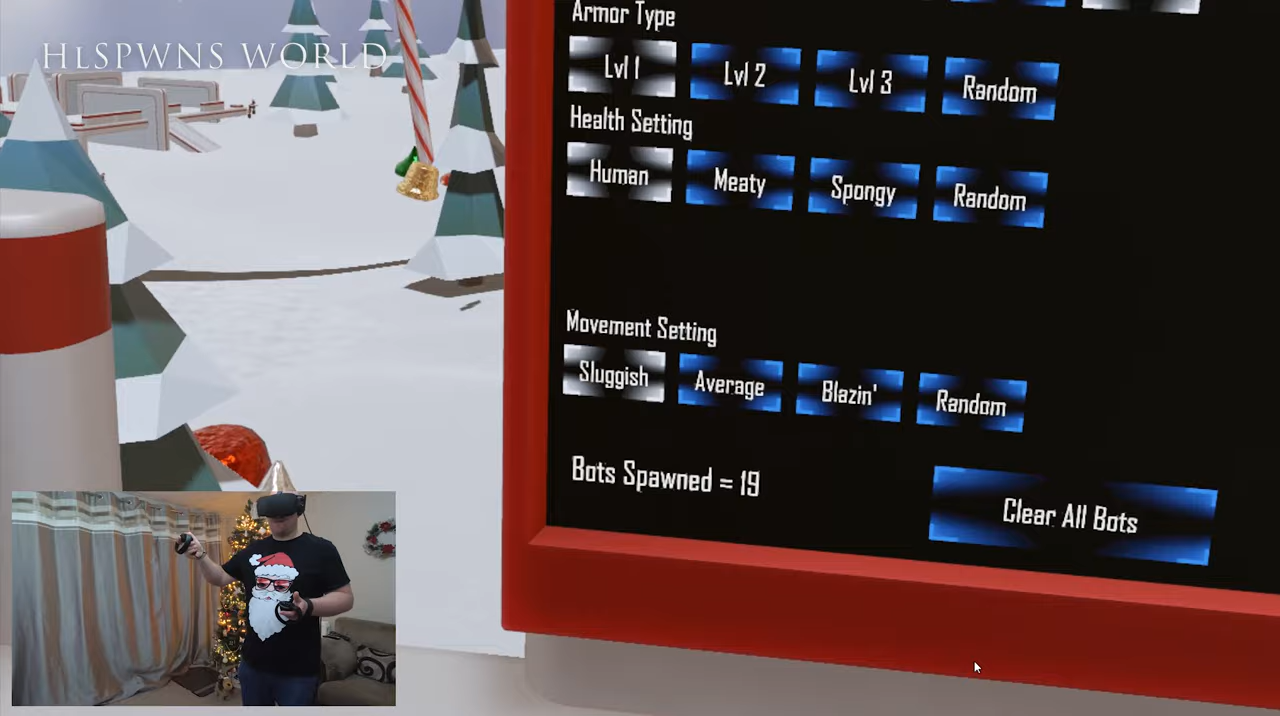 HLSPWNS WORLD
Armor Type
Lvl 1 Lvl 2 Lvl 3 Random
Health Setting
Human Meaty Spongy Random
Movement Setting
Sluggish Average Blazin' Random
Bots Spawned = 19
Clear All Bots